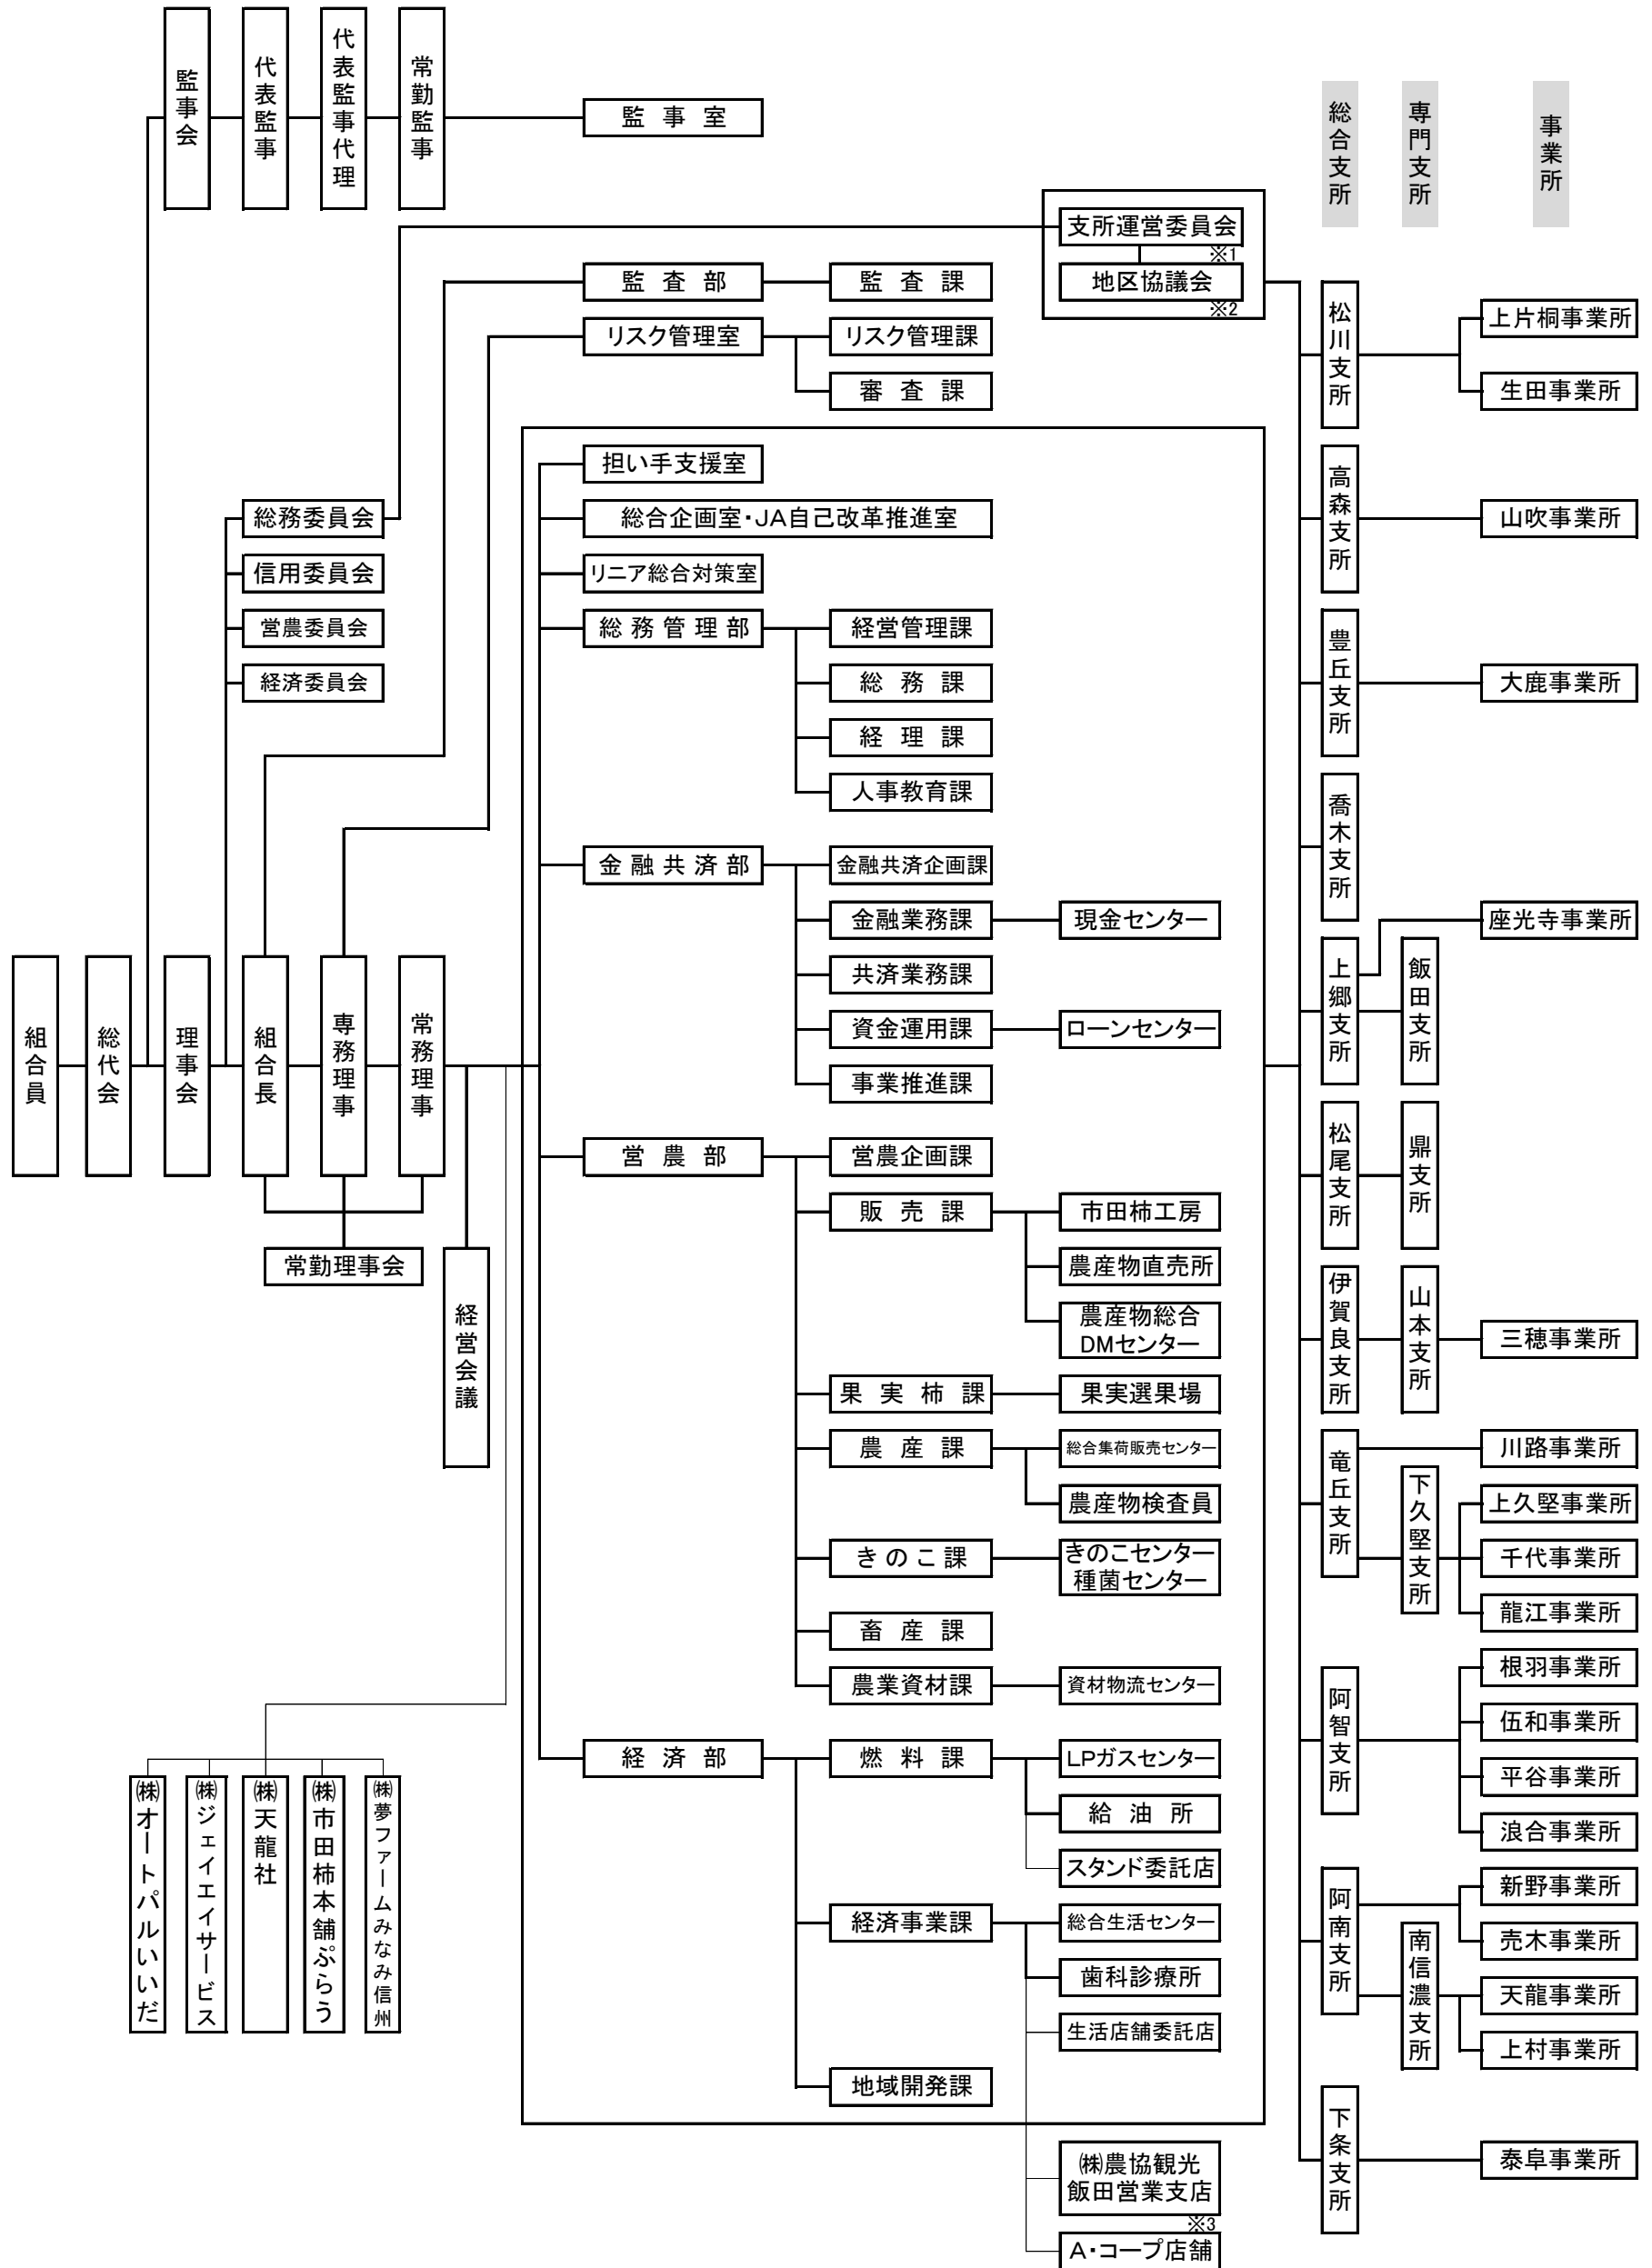 監事会
代表監事
代表監事代理
常勤監事
監事室
総合支所
専門支所
事業所
支所運営委員会
※1
地区協議会
※2
監査部
監査課
リスク管理室
リスク管理課
審査課
担い手支援室
総合企画室・JA自己改革推進室
リニア総合対策室
総務管理部
経営管理課
総務課
経理課
人事教育課
総務委員会
信用委員会
営農委員会
経済委員会
金融共済部
金融共済企画課
金融業務課
現金センター
共済業務課
資金運用課
ローンセンター
事業推進課
組合員
総代会
理事会
組合長
専務理事
常務理事
常勤理事会
経営会議
営農部
営農企画課
販売課
市田柿工房
農産物直売所
農産物総合
DMセンター
果実柿課
果実選果場
農産課
総合集荷販売センター
農産物検査員
きのこ課
きのこセンター
種菌センター
畜産課
農業資材課
資材物流センター
経済部
燃料課
LPガスセンター
給油所
スタンド委託店
経済事業課
総合生活センター
歯科診療所
生活店舗委託店
地域開発課
㈱農協観光
飯田営業支店
※3
A・コープ店舗
㈱オートパルいいだ
㈱ジェイエイサービス
㈱天龍社
㈱市田柿本舗ぷらう
㈱夢ファームみなみ信州
松川支所
上片桐事業所
生田事業所
高森支所
山吹事業所
豊丘支所
大鹿事業所
喬木支所
座光寺事業所
上郷支所
飯田支所
松尾支所
鼎支所
伊賀良支所
山本支所
三穂事業所
竜丘支所
川路事業所
下久堅支所
上久堅事業所
千代事業所
龍江事業所
阿智支所
根羽事業所
伍和事業所
平谷事業所
浪合事業所
阿南支所
新野事業所
売木事業所
南信濃支所
天龍事業所
上村事業所
下条支所
泰阜事業所